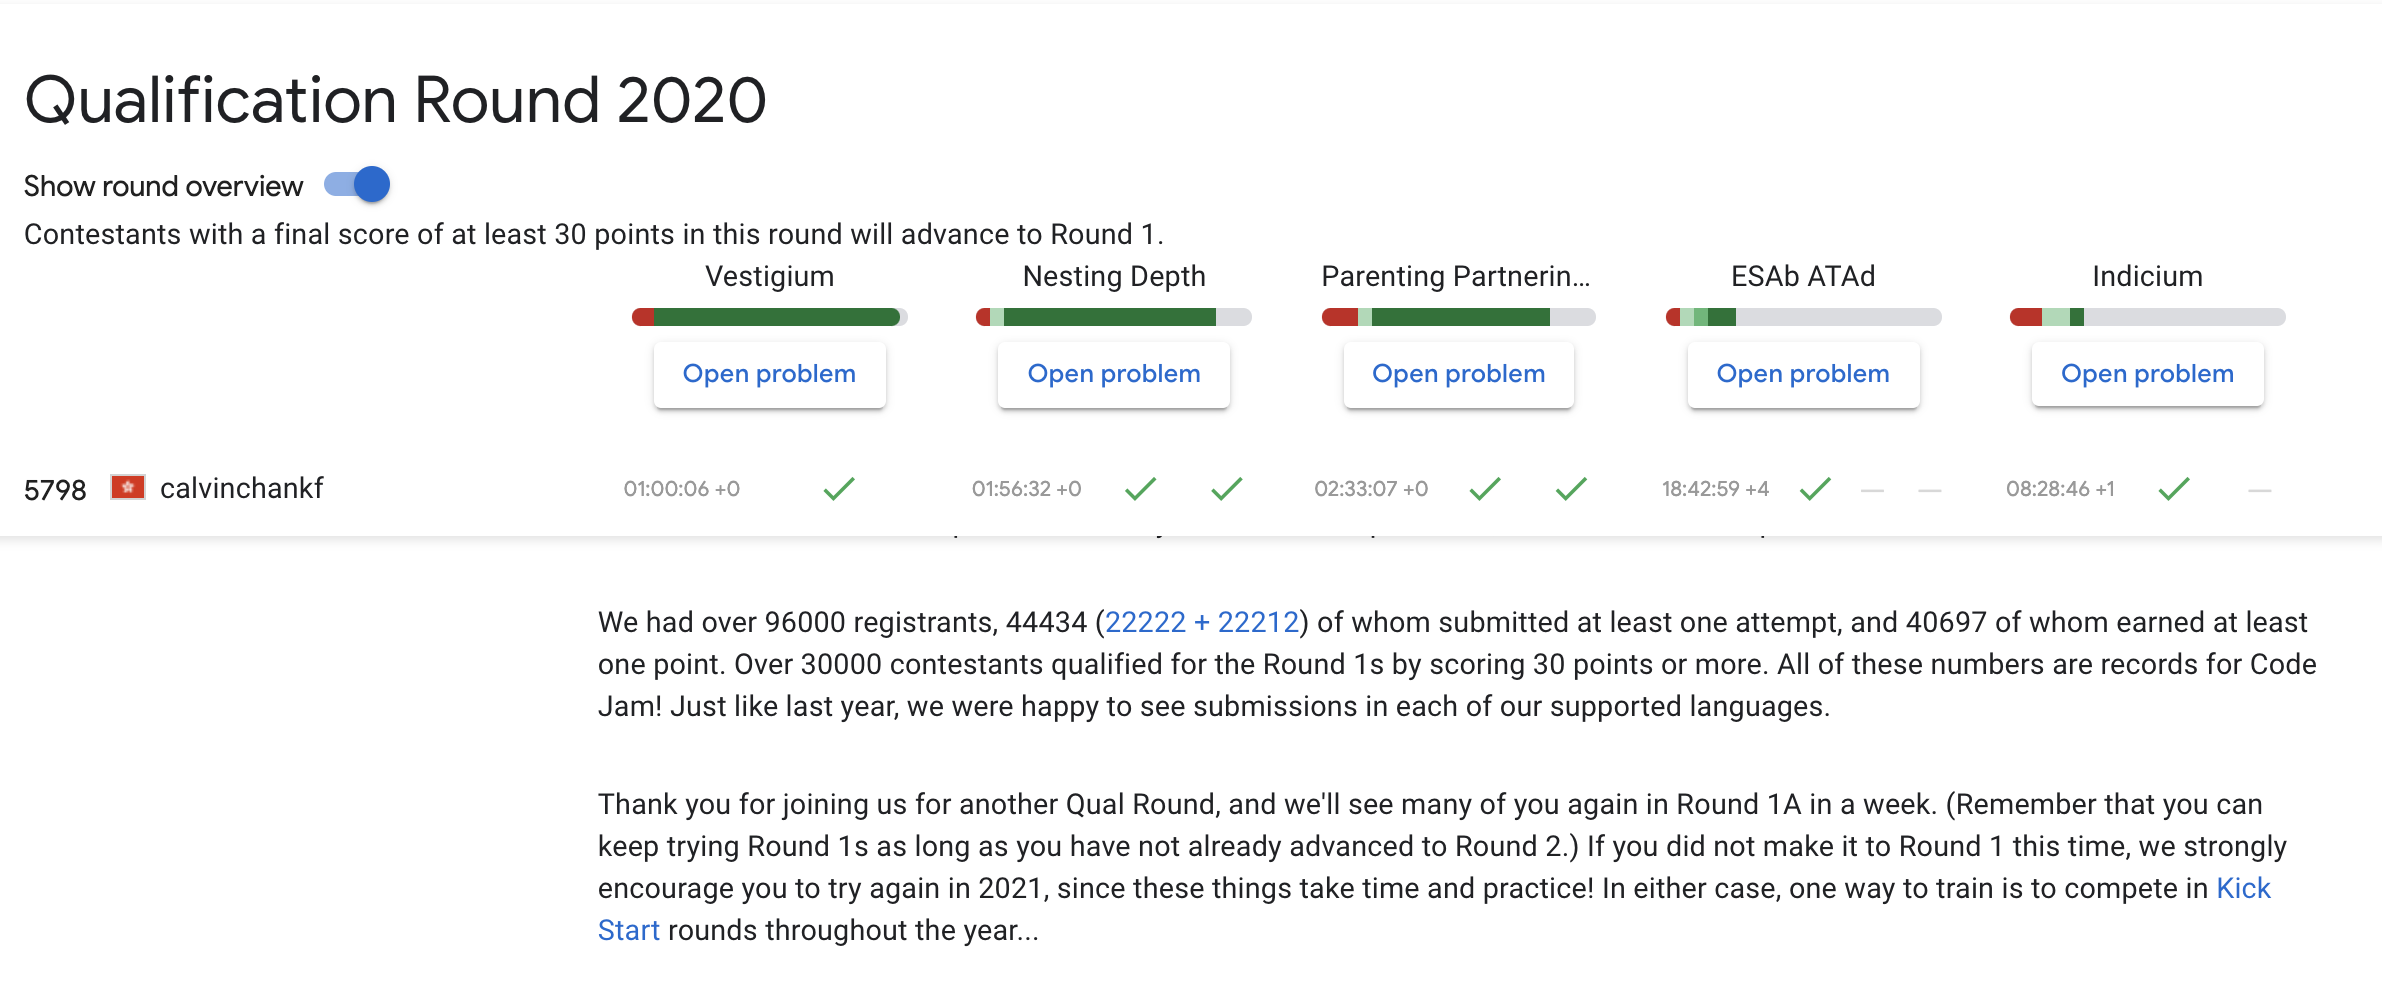 Qualification Round 2020
Show round overview
Contestants with a final score of at least 30 points in this round will advance to Round 1.
Vestigium Nesting Depth Parenting Partnerin... ESAb ATAd Indicium
Open problem Open problem Open problem Open problem Open problem
5798 calvinchankf 01:00:06 +0 01:56:32 +0 02:33:07 +0 18:42:59 +4 08:28:46 +1
We had over 96000 registrants, 44434 (22222 + 22212) of whom submitted at least one attempt, and 40697 of whom earned at least
one point. Over 30000 contestants qualified for the Round 1s by scoring 30 points or more. All of these numbers are records for Code
Jam! Just like last year, we were happy to see submissions in each of our supported languages.
Thank you for joining us for another Qual Round, and we'll see many of you again in Round 1A in a week. (Remember that you can
keep trying Round 1s as long as you have not already advanced to Round 2.) If you did not make it to Round 1 this time, we strongly
encourage you to try again in 2021, since these things take time and practice! In either case, one way to train is to compete in Kick
Start rounds throughout the year...